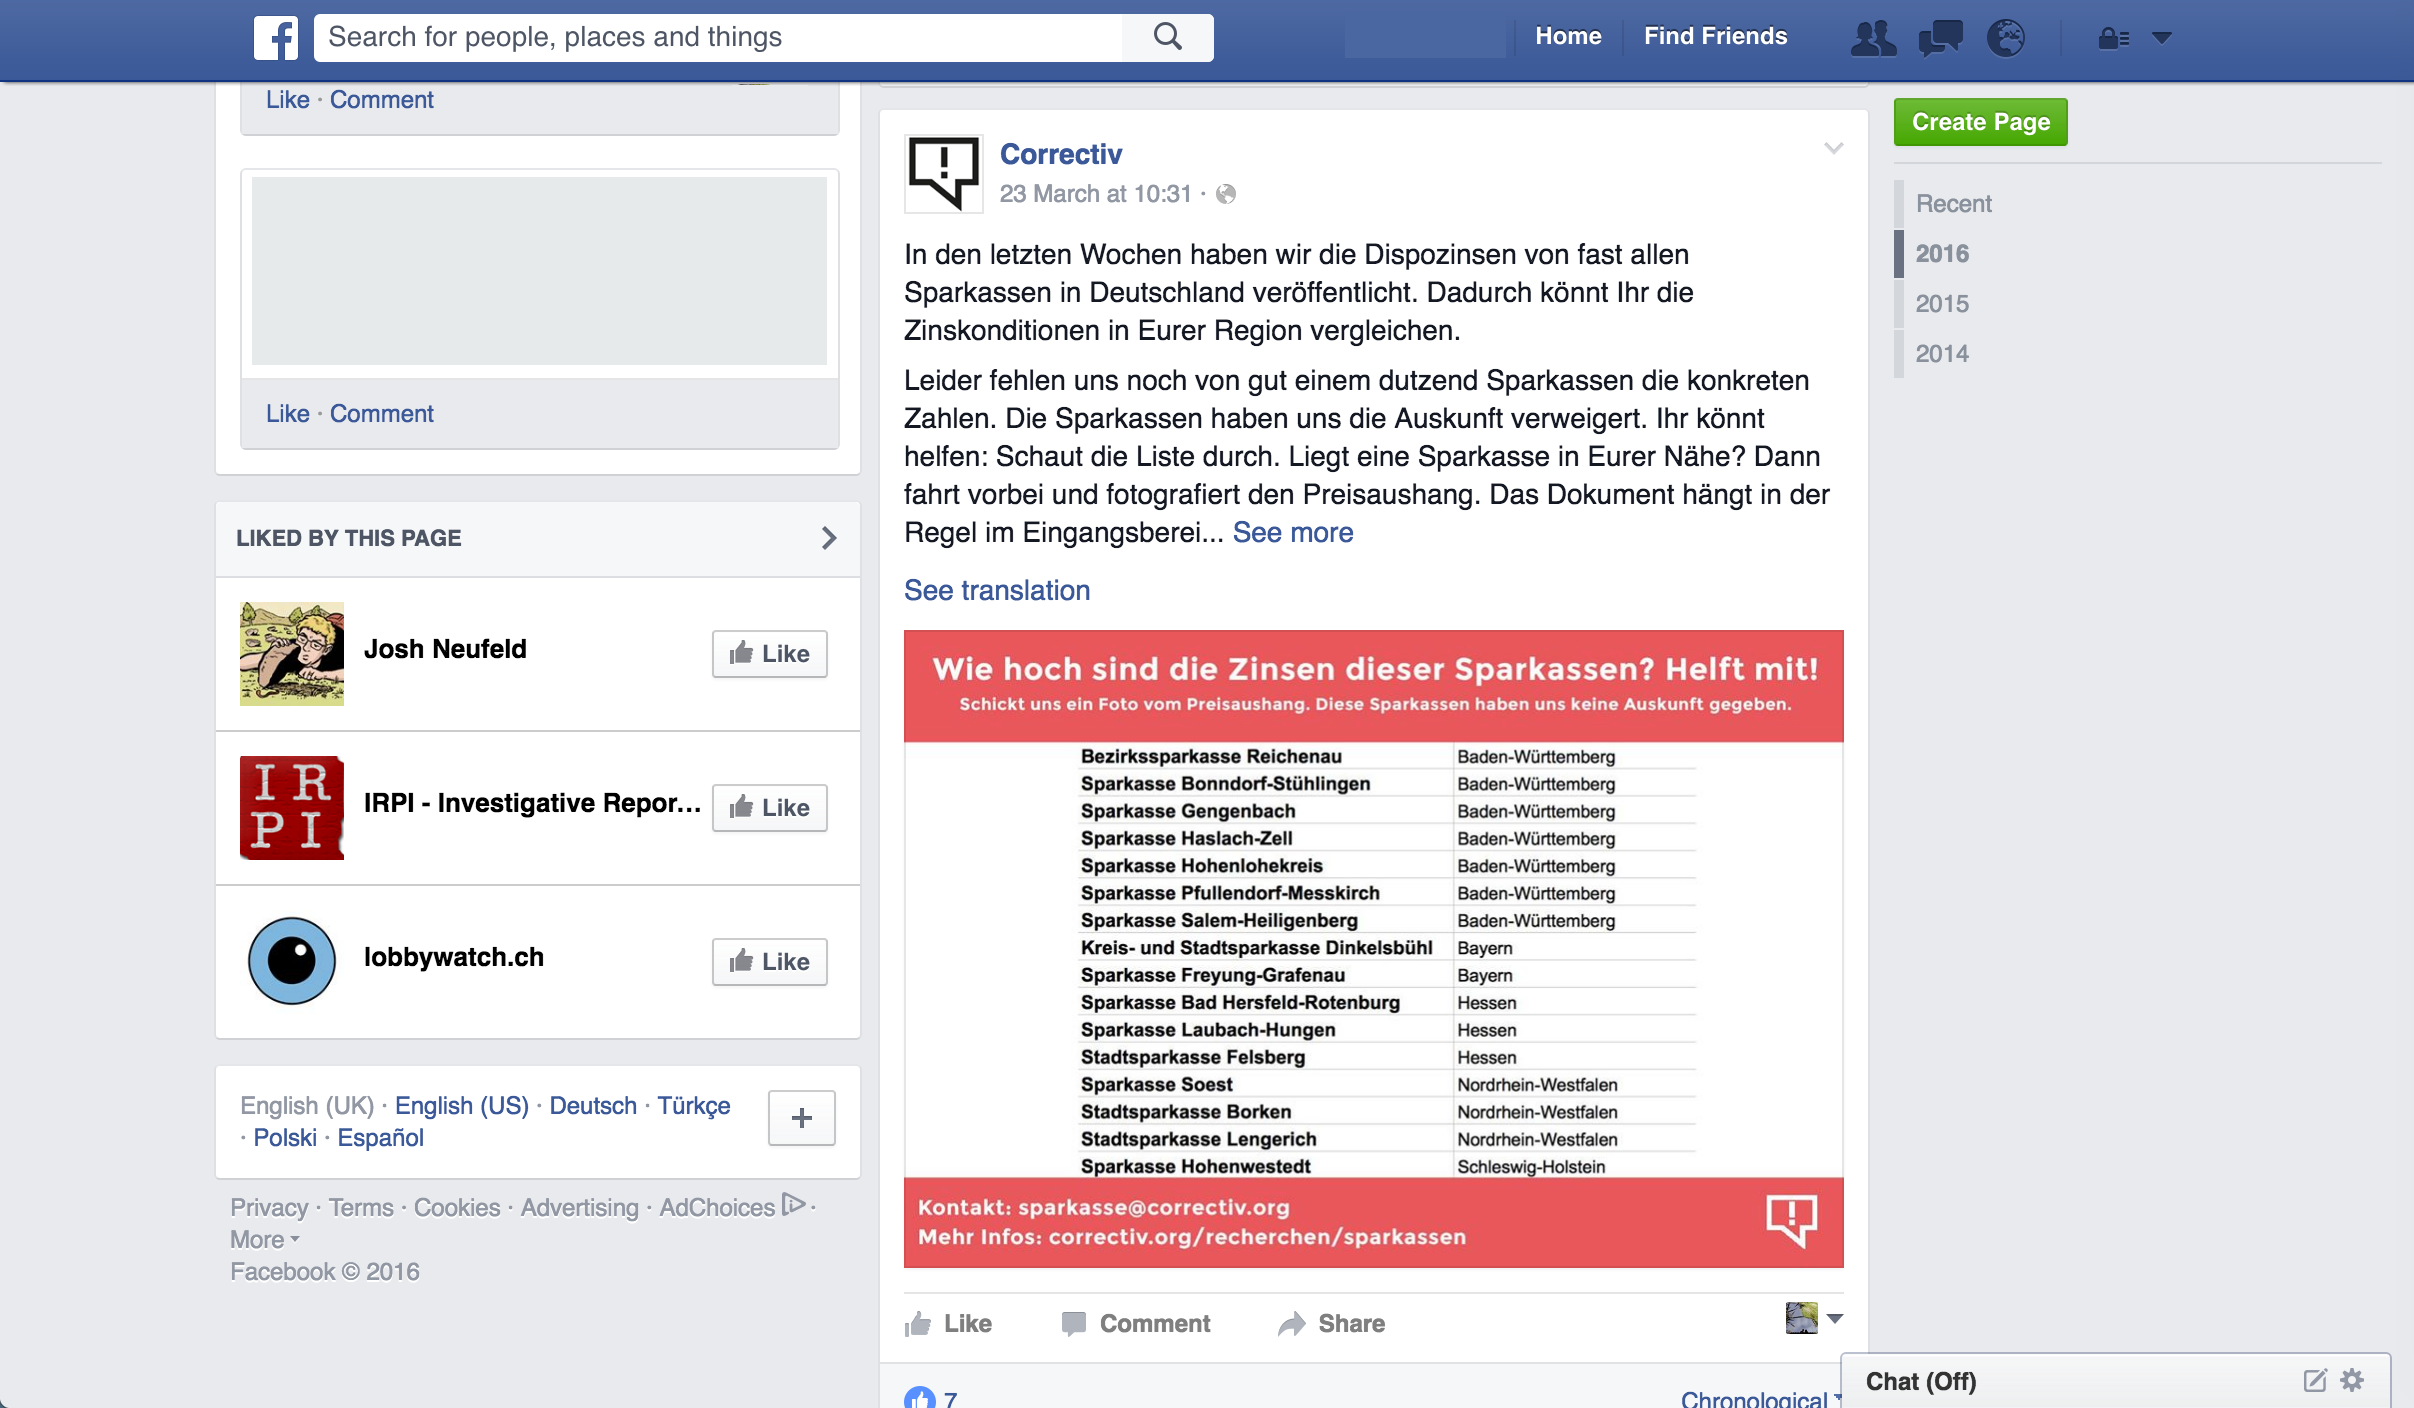 Search for people, places and things
Home
Find Friends
Like · Comment
Like · Comment
LIKED BY THIS PAGE
Josh Neufeld
Like
I R
P I
IRPI - Investigative Repor...
Like
lobbywatch.ch
Like
English (UK) · English (US) · Deutsch · Türkçe
· Polski · Español
Privacy · Terms · Cookies · Advertising · AdChoices ·
More
Facebook © 2016
Correctiv
23 March at 10:31 ·
In den letzten Wochen haben wir die Dispozinsen von fast allen
Sparkassen in Deutschland veröffentlicht. Dadurch könnt Ihr die
Zinskonditionen in Eurer Region vergleichen.
Leider fehlen uns noch von gut einem dutzend Sparkassen die konkreten
Zahlen. Die Sparkassen haben uns die Auskunft verweigert. Ihr könnt
helfen: Schaut die Liste durch. Liegt eine Sparkasse in Eurer Nähe? Dann
fahrt vorbei und fotografiert den Preisaushang. Das Dokument hängt in der
Regel im Eingangsberei... See more
See translation
Wie hoch sind die Zinsen dieser Sparkassen? Helft mit!
Schickt uns ein Foto vom Preisaushang. Diese Sparkassen haben uns keine Auskunft gegeben.
Bezirkssparkasse Reichenau Baden-Württemberg
Sparkasse Bonndorf-Stühlingen Baden-Württemberg
Sparkasse Gengenbach Baden-Württemberg
Sparkasse Haslach-Zell Baden-Württemberg
Sparkasse Hohenlohekreis Baden-Württemberg
Sparkasse Pfullendorf-Messkirch Baden-Württemberg
Sparkasse Salem-Heiligenberg Baden-Württemberg
Kreis- und Stadtsparkasse Dinkelsbühl Bayern
Sparkasse Freyung-Grafenau Bayern
Sparkasse Bad Hersfeld-Rotenburg Hessen
Sparkasse Laubach-Hungen Hessen
Stadtsparkasse Felsberg Hessen
Sparkasse Soest Nordrhein-Westfalen
Stadtsparkasse Borken Nordrhein-Westfalen
Stadtsparkasse Lengerich Nordrhein-Westfalen
Sparkasse Hohenwestedt Schleswig-Holstein
Kontakt: sparkasse@correctiv.org
Mehr Infos: correctiv.org/recherchen/sparkassen
Like
Comment
Share
7
Chronological
Create Page
Recent
2016
2015
2014
Chat (Off)